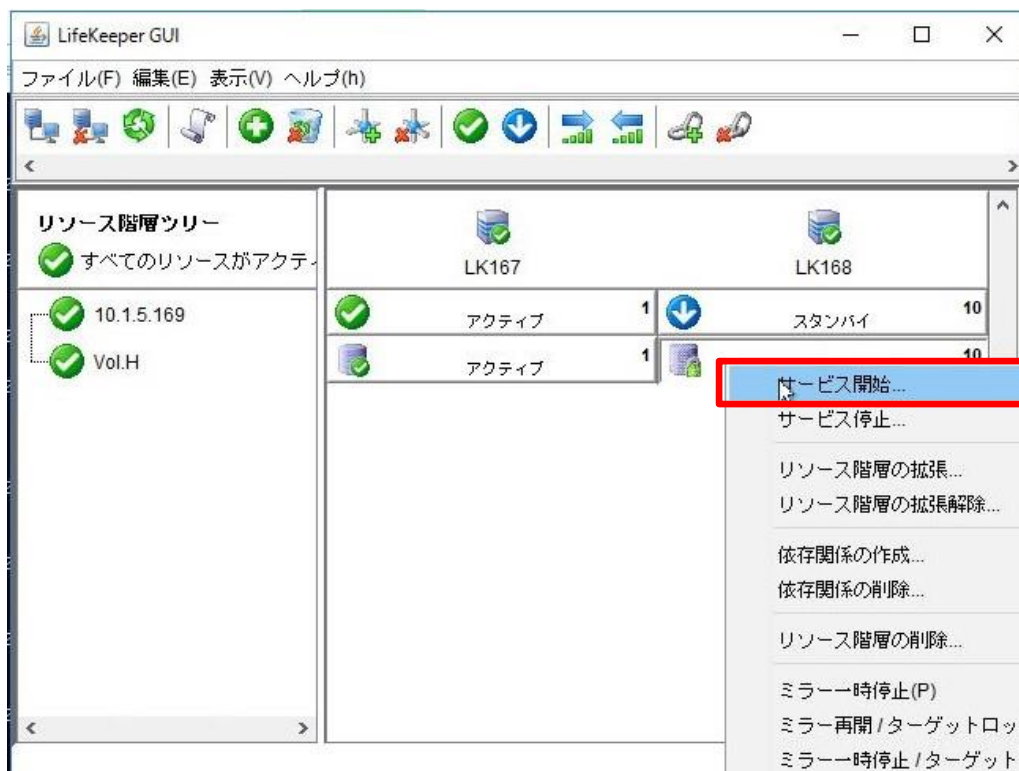 LifeKeeper GUI
ファイル(F) 編集(E) 表示(V) ヘルプ(h)
リソース階層ツリー
すべてのリソースがアクティ
LK167
LK168
10.1.5.169
アクティブ 1
スタンバイ 10
Vol.H
アクティブ 1
10
サービス開始...
サービス停止...
リソース階層の拡張...
リソース階層の拡張解除...
依存関係の作成...
依存関係の削除...
リソース階層の削除...
ミラー一時停止(P)
ミラー再開 / ターゲットロッ
ミラー一時停止 / ターゲット